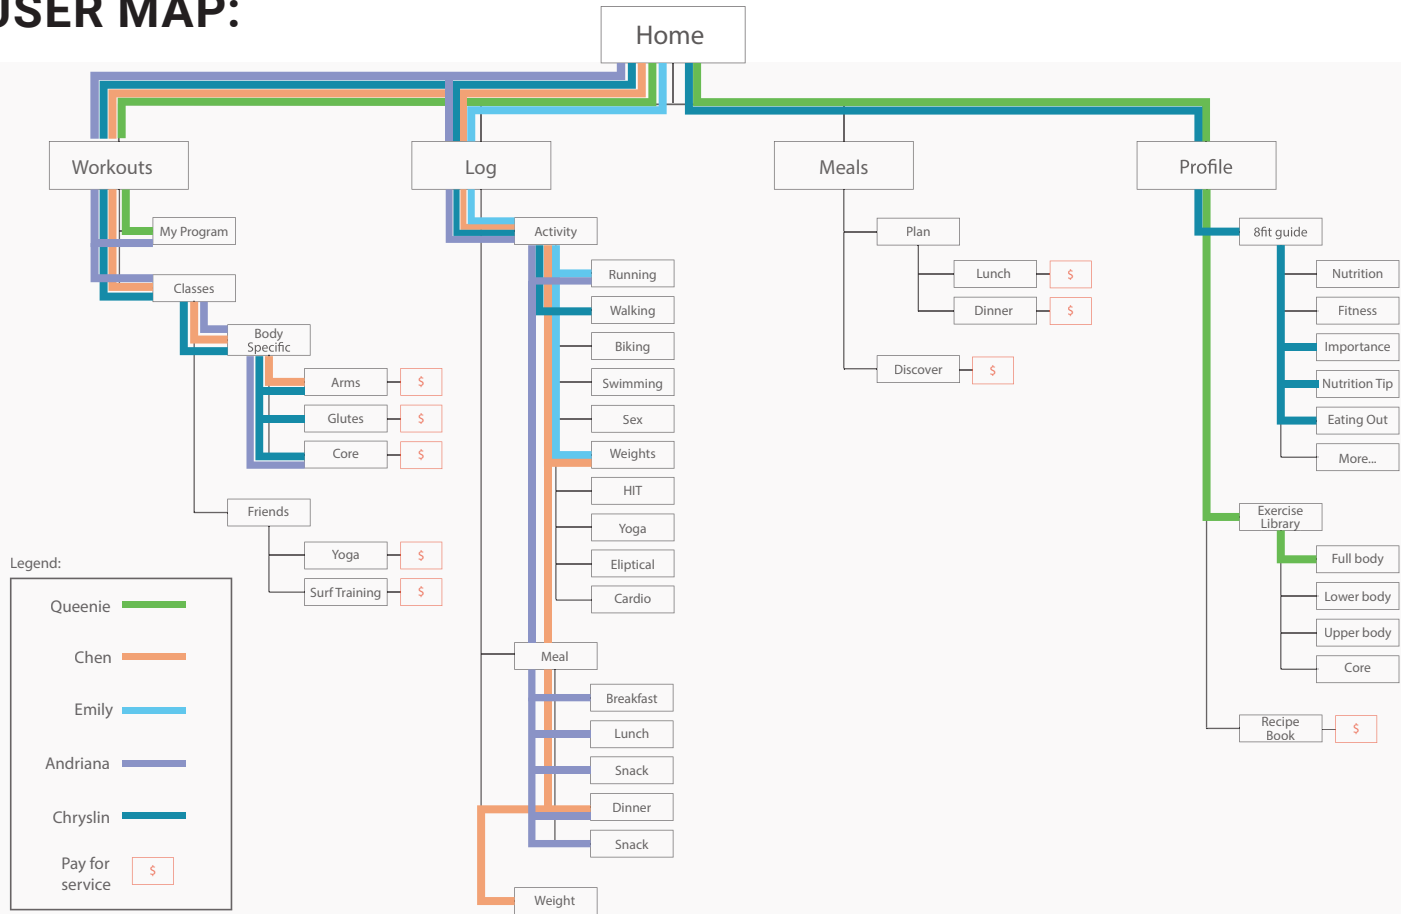 USER MAP:
Home
Workouts
Log
Meals
Profile
My Program
Classes
Body
Specific
Arms
$
Glutes
$
Core
$
Friends
Yoga
$
Surf Training
$
Activity
Running
Walking
Biking
Swimming
Sex
Weights
HIT
Yoga
Eliptical
Cardio
Meal
Breakfast
Lunch
Snack
Dinner
Snack
Weight
Plan
Lunch
$
Dinner
$
Discover
$
8fit guide
Nutrition
Fitness
Importance
Nutrition Tip
Eating Out
More...
Exercise
Library
Full body
Lower body
Upper body
Core
Recipe
Book
$
Legend:
Queenie
Chen
Emily
Andriana
Chryslin
Pay for
service
$